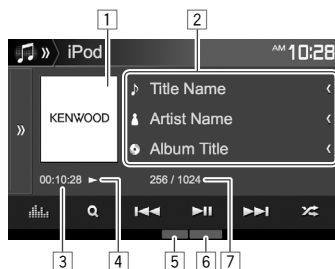 1 2
iPod AM 10:28
KENWOOD
Title Name
Artist Name
Album Title
00:10:28 256 / 1024
3 4 5 6 7